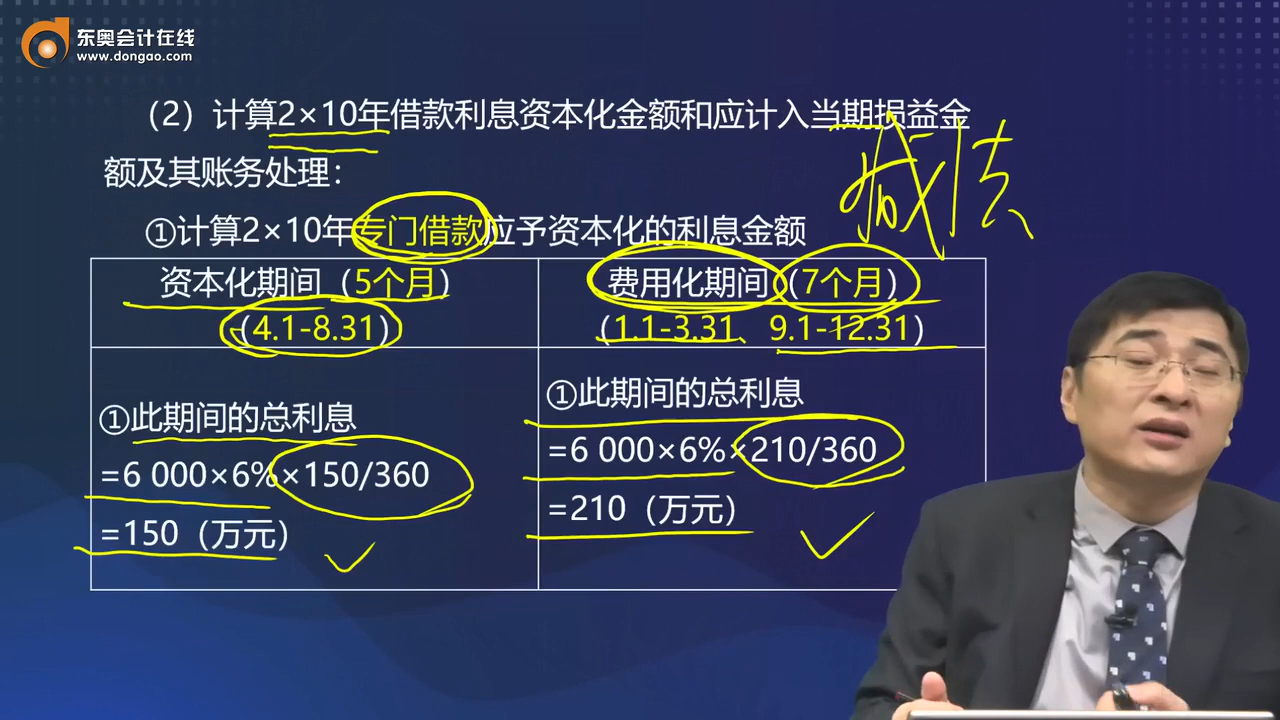 东奥会计在线
www.dongao.com
（2）计算2×10年借款利息资本化金额和应计入当期损益金
额及其账务处理：
减法
①计算2×10年专门借款应予资本化的利息金额
资本化期间（5个月）
（4.1-8.31）
费用化期间（7个月）
（1.1-3.31、9.1-12.31）
①此期间的总利息
=6 000×6%×150/360
=150（万元）
①此期间的总利息
=6 000×6%×210/360
=210（万元）